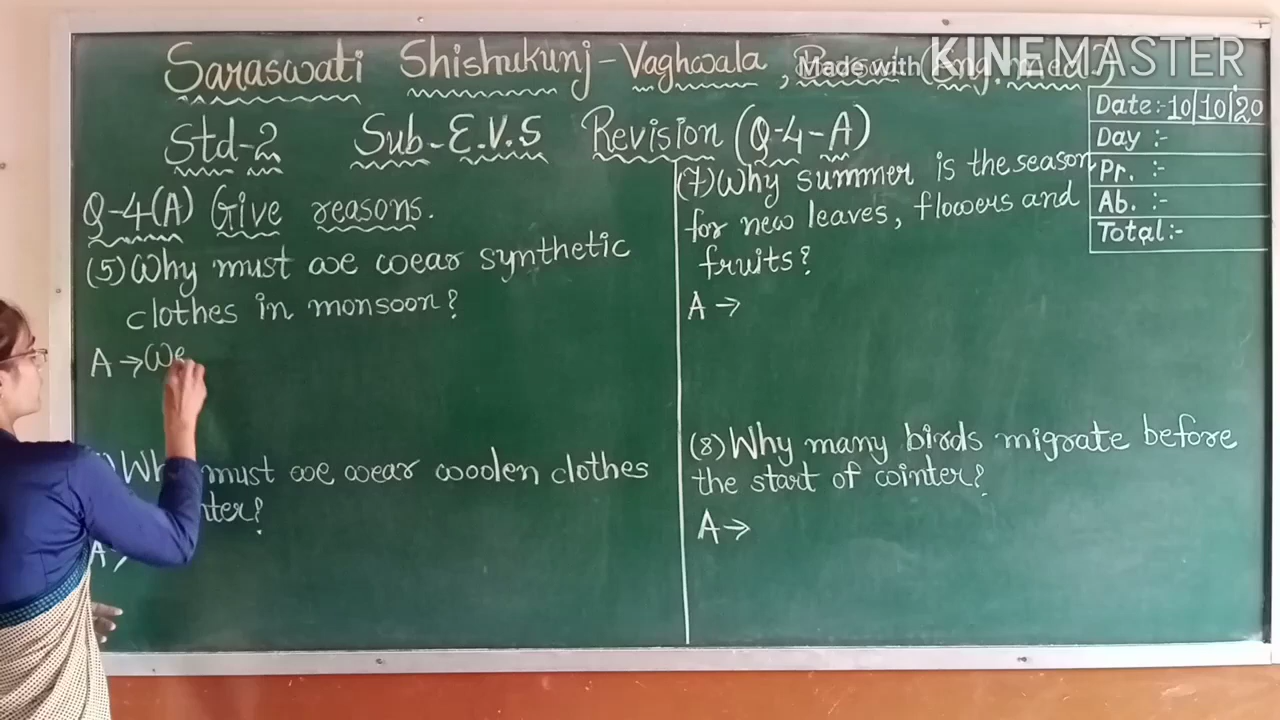 Saraswati Shishukunj-Vaghwala, (Eng. med.)
Made with KINEMASTER
Std-2 Sub-E.V.S Revision (Q-4-A)
Date:-10/10/20
Day :-
Pr. :-
Ab. :-
Total:-
Q-4(A) Give reasons.
(5) Why must we wear synthetic
clothes in monsoon?
A → We
must we wear woolen clothes
A →
(7) Why summer is the season
for new leaves, flowers and
fruits?
A →
(8) Why many birds migrate before
the start of winter?
A →